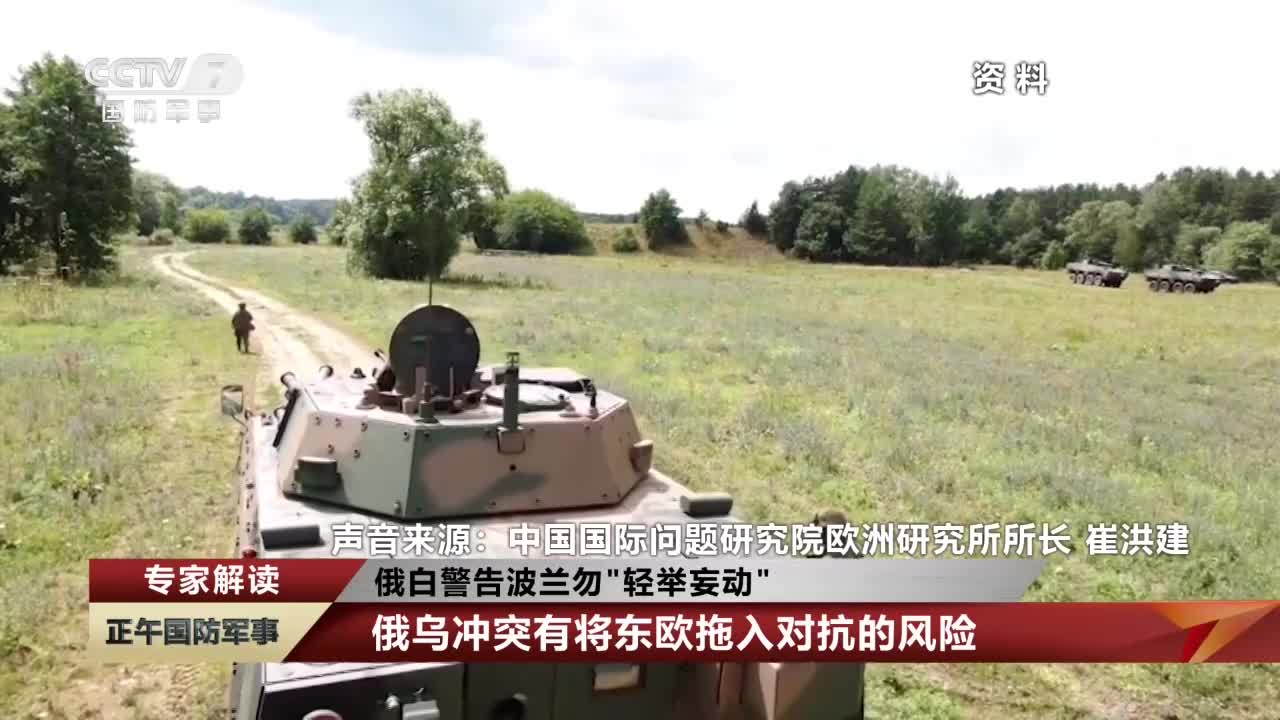 CCTV 7
国防军事
资料
声音来源：中国国际问题研究院欧洲研究所所长 崔洪建
专家解读
俄白警告波兰勿"轻举妄动"
正午国防军事
俄乌冲突有将东欧拖入对抗的风险